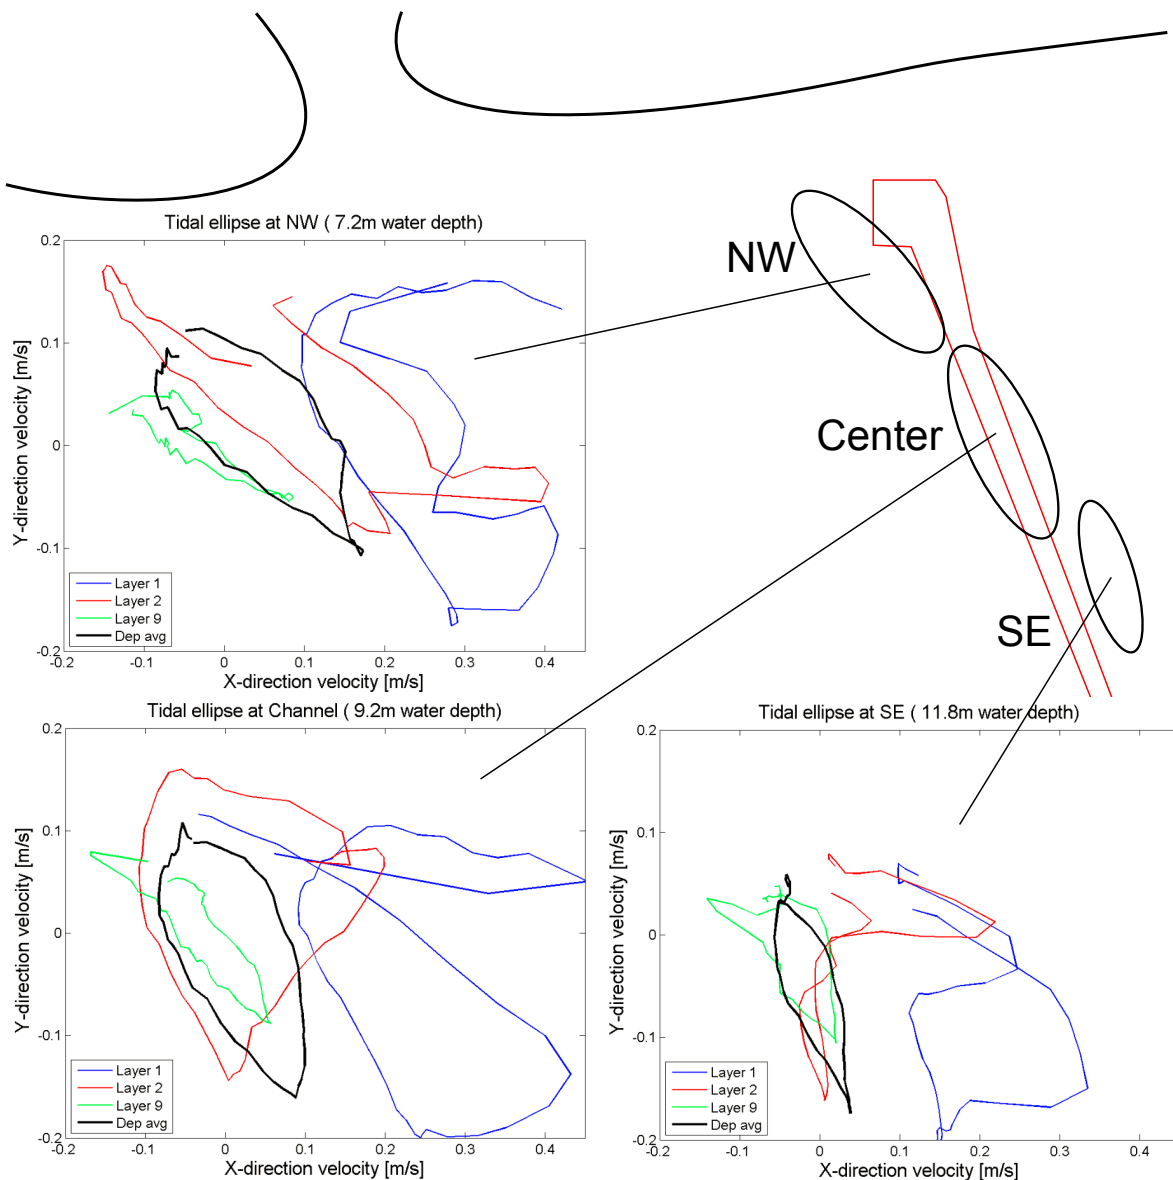 Tidal ellipse at NW ( 7.2m water depth)
0.2
0.1
0
-0.1
-0.2
Y-direction velocity [m/s]
Layer 1
Layer 2
Layer 9
Dep avg
-0.2
-0.1
0
0.1
0.2
0.3
0.4
X-direction velocity [m/s]
NW
Center
SE
Tidal ellipse at Channel ( 9.2m water depth)
0.2
0.1
0
-0.1
-0.2
Y-direction velocity [m/s]
Layer 1
Layer 2
Layer 9
Dep avg
-0.2
-0.1
0
0.1
0.2
0.3
0.4
X-direction velocity [m/s]
Tidal ellipse at SE ( 11.8m water depth)
0.2
0.1
0
-0.1
-0.2
Y-direction velocity [m/s]
Layer 1
Layer 2
Layer 9
Dep avg
-0.2
-0.1
0
0.1
0.2
0.3
0.4
X-direction velocity [m/s]